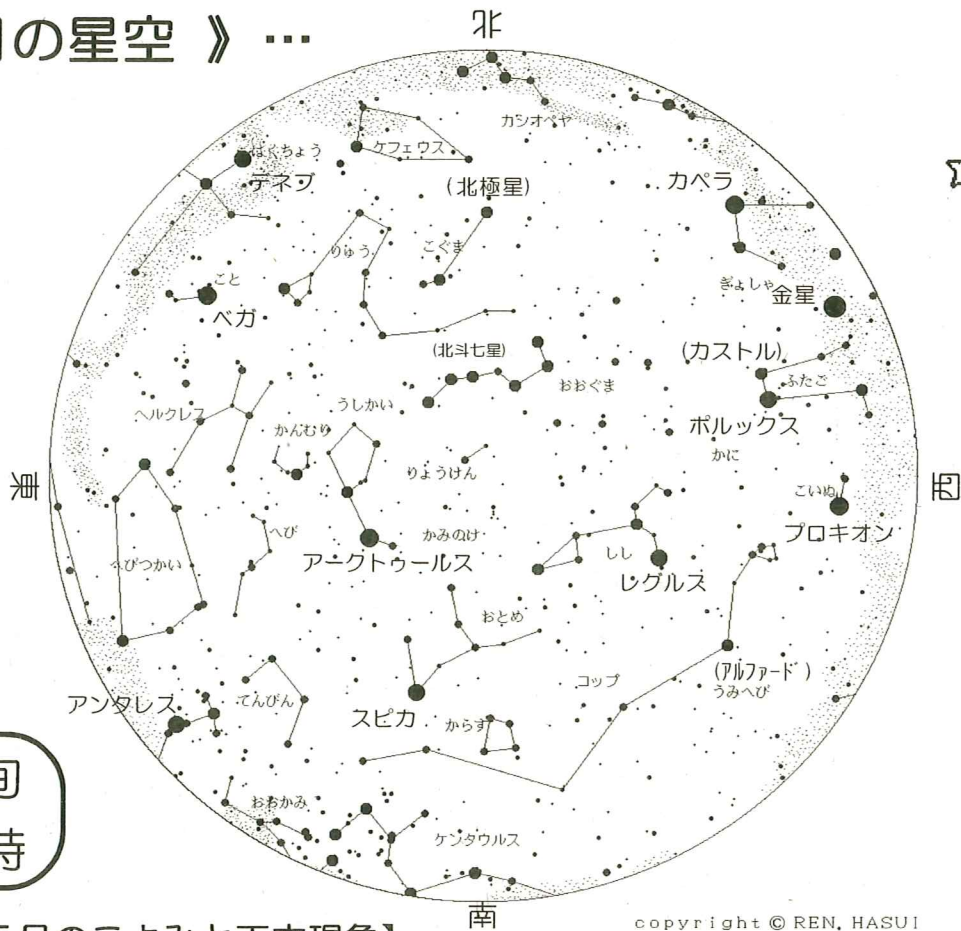 の星空 》 …
北
カシオペヤ
ケフェウス
はくちょう
デネブ
(北極星)
カペラ
りゅう
こぐま
こと
ベガ
ぎょしゃ
金星
(北斗七星)
(カストル)
おおぐま
ふたご
ヘルクレス
うしかい
かんむり
ポルックス
りょうけん
かに
東
西
こいぬ
プロキオン
へび
かみのけ
アークトゥールス
しし
レグルス
へびつかい
おとめ
(アルファード)
うみへび
コップ
アンタレス
てんびん
スピカ
からす
旬
時
おおかみ
ケンタウルス
南
copyright © REN. HASUI